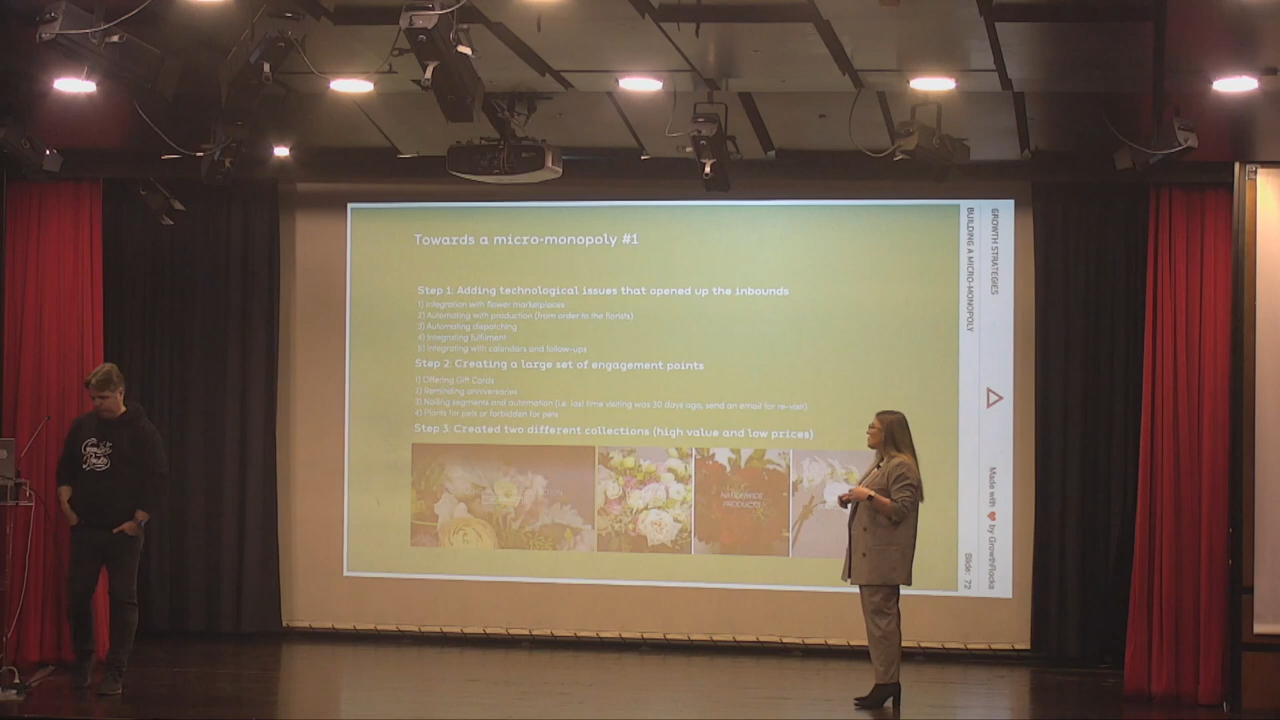 Towards a micro-monopoly #1
Step 1: Adding technological issues that opened up the inbounds
1) Integration with flower marketplaces
2) Automating with production (from order to the florists)
3) Automating dispatching
4) Integrating fulfilment
5) Integrating with calendars and follow-ups
Step 2: Creating a large set of engagement points
1) Offering Gift Cards
2) Reminding anniversaries
3) Nailing segments and automation (i.e. last time visiting was 30 days ago, send an email for re-visit)
4) Plants for pets or forbidden for pets
Step 3: Created two different collections (high value and low prices)
NATIONWIDE
PRODUCTS
GROWTH STRATEGIES
BUILDING A MICRO-MONOPOLY
Made with ❤ by GrowthRocks
Slide: 72
Growth
Rocks